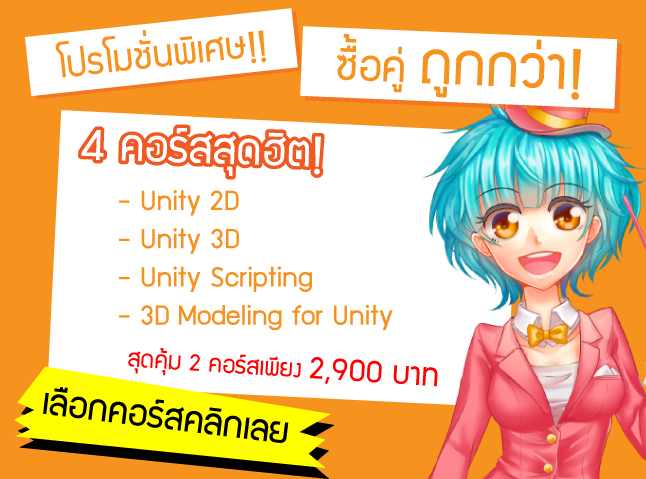 โปรโมชั่นพิเศษ!!
ซื้อคู่ ถูกกว่า!
4 คอร์สสุดฮิต!
- Unity 2D
- Unity 3D
- Unity Scripting
- 3D Modeling for Unity
สุดคุ้ม 2 คอร์สเพียง 2,900 บาท
เลือกคอร์สคลิกเลย